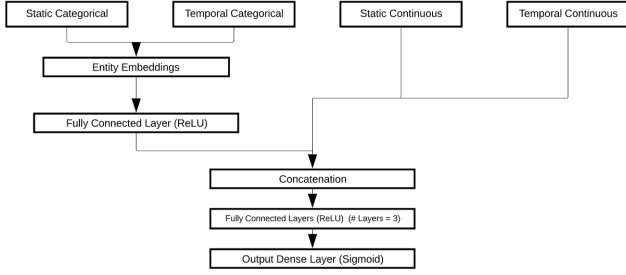 Static Categorical
Temporal Categorical
Static Continuous
Temporal Continuous
Entity Embeddings
Fully Connected Layer (ReLU)
Concatenation
Fully Connected Layers (ReLU) (# Layers = 3)
Output Dense Layer (Sigmoid)